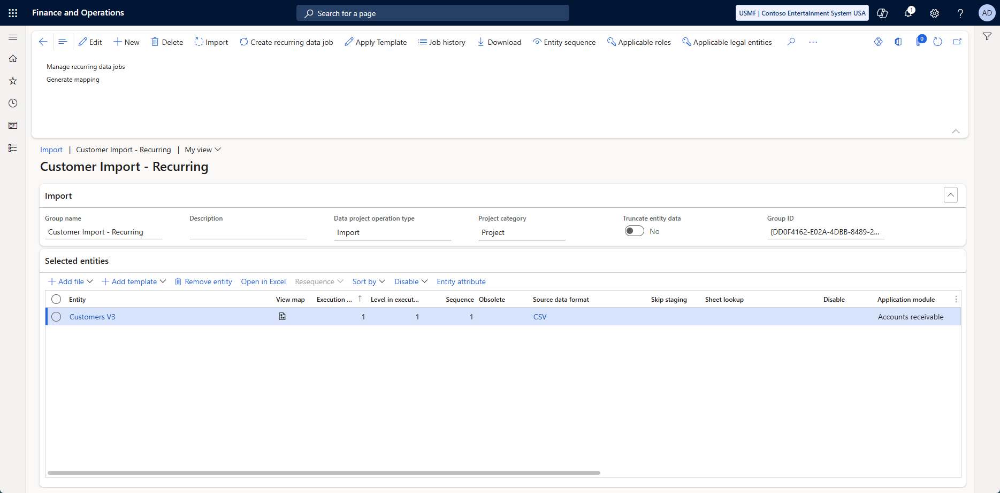 Finance and Operations
Search for a page
USMF | Contoso Entertainment System USA
1
?
AD
Edit
New
Delete
Import
Create recurring data job
Apply Template
Job history
Download
Entity sequence
Applicable roles
Applicable legal entities
0
Manage recurring data jobs
Generate mapping
Import | Customer Import - Recurring | My view
Customer Import - Recurring
Import
Group name
Description
Data project operation type
Project category
Truncate entity data
Group ID
Customer Import - Recurring
Import
Project
No
{DD0F4162-E02A-4DBB-8489-2...
Selected entities
Add file
Add template
Remove entity
Open in Excel
Resequence
Sort by
Disable
Entity attribute
Entity
View map
Execution ...
Level in execut...
Sequence
Obsolete
Source data format
Skip staging
Sheet lookup
Disable
Application module
Customers V3
1
1
1
CSV
Accounts receivable